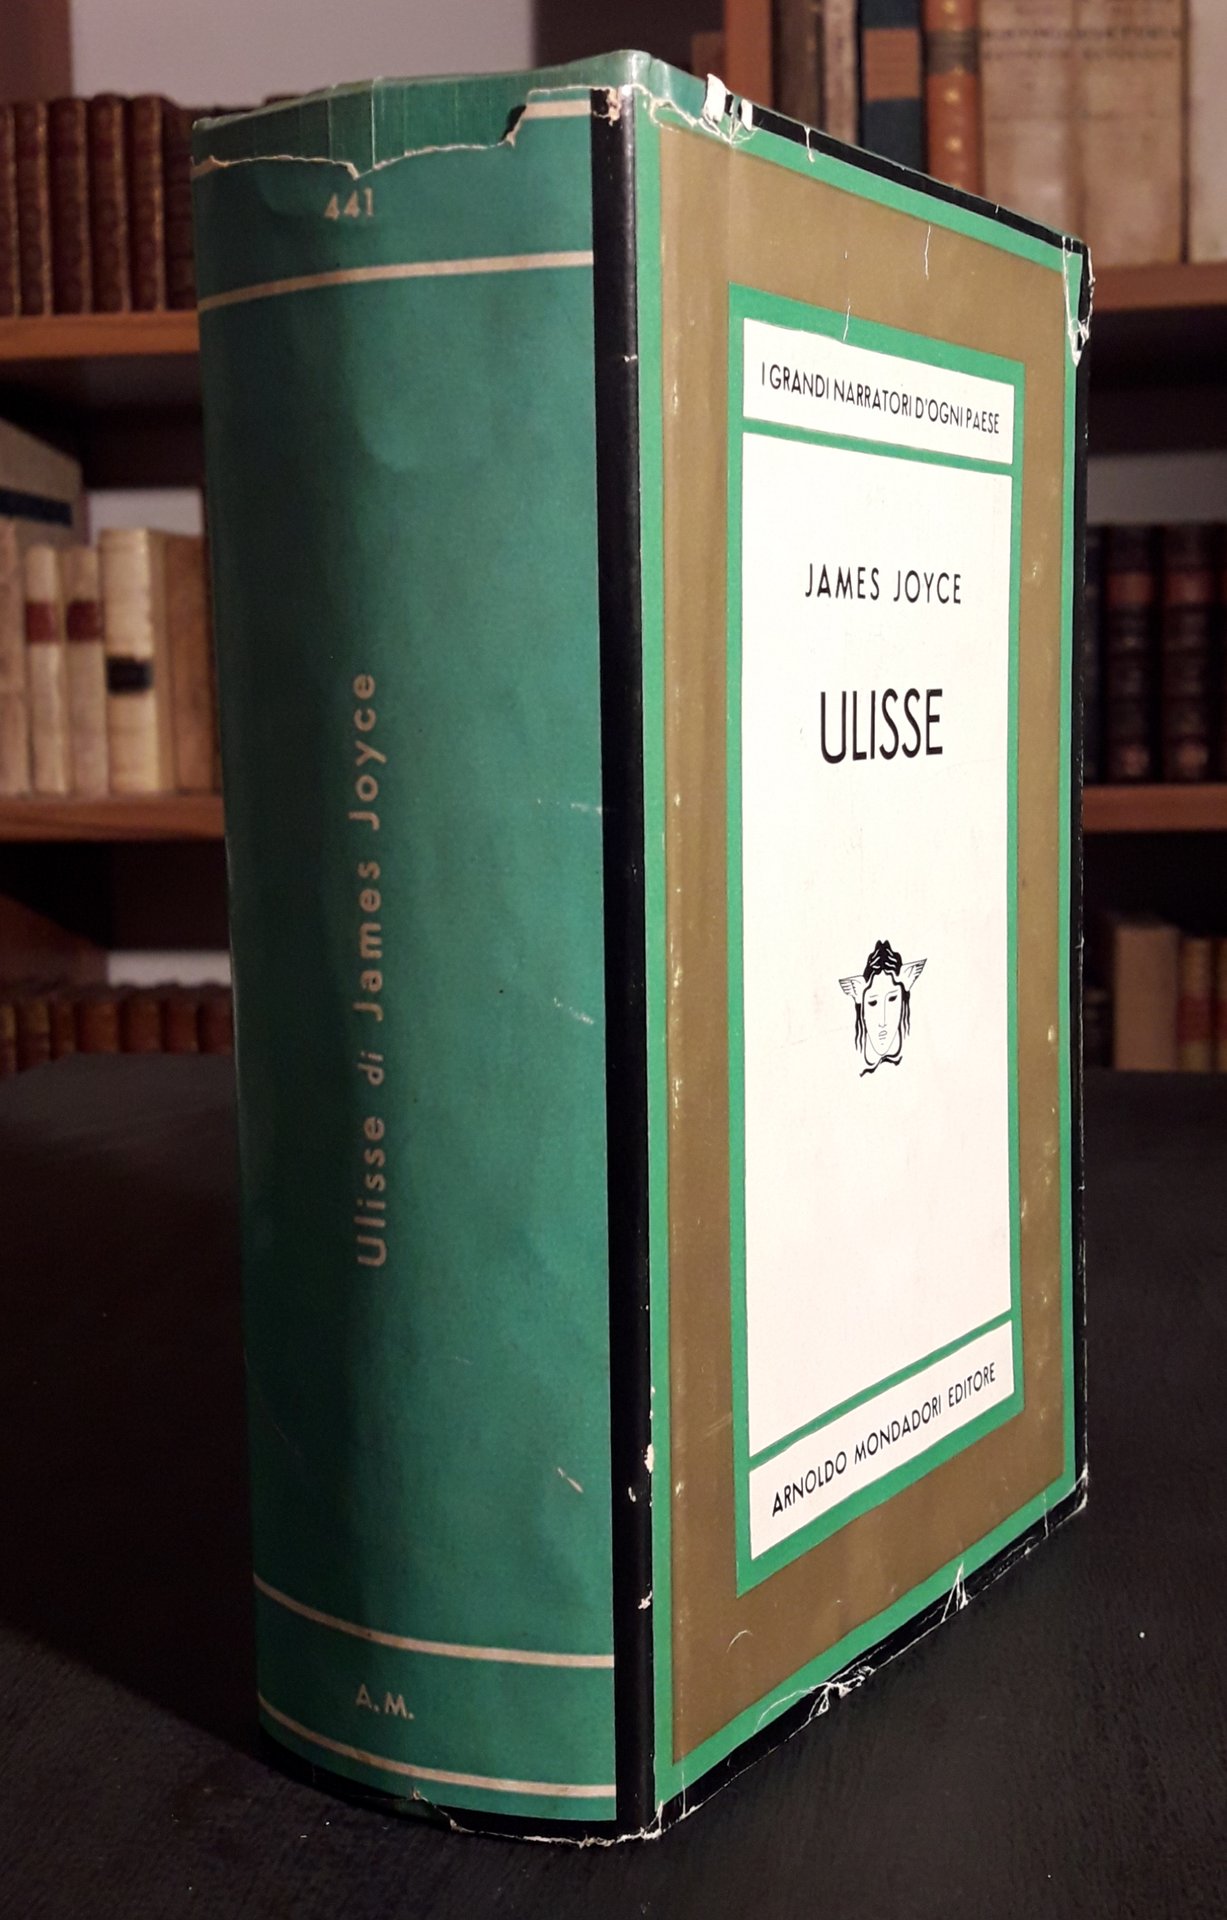 441
Ulisse di James Joyce
A.M.
I GRANDI NARRATORI D'OGNI PAESE
JAMES JOYCE
ULISSE
ARNOLDO MONDADORI EDITORE